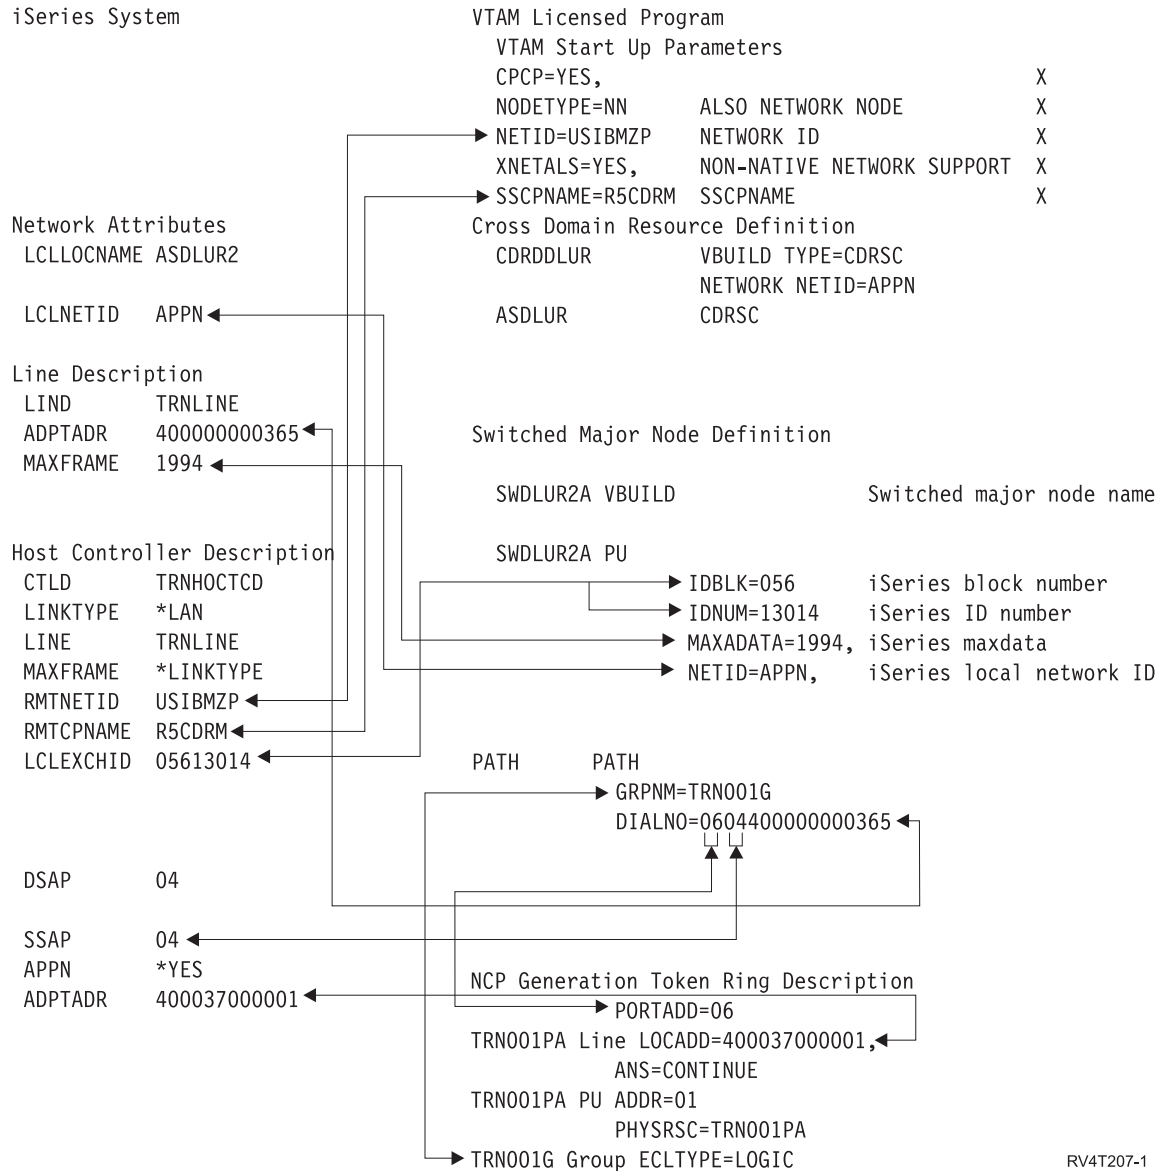 iSeries System VTAM Licensed Program
VTAM Start Up Parameters
CPCP=YES, X
NODETYPE=NN ALSO NETWORK NODE X
NETID=USIBMZP NETWORK ID X
XNETALS=YES, NON-NATIVE NETWORK SUPPORT X
SSCPNAME=R5CDRM SSCPNAME X
Network Attributes Cross Domain Resource Definition
LCLLOCNAME ASDLUR2 CDRDDLUR VBUILD TYPE=CDRSC
NETWORK NETID=APPN
LCLNETID APPN ASDLUR CDRSC
Line Description
LIND TRNLINE
ADPTADR 400000000365 Switched Major Node Definition
MAXFRAME 1994
SWDLUR2A VBUILD Switched major node name
Host Controller Description SWDLUR2A PU
CTLD TRNHOCTCD IDBLK=056 iSeries block number
LINKTYPE *LAN IDNUM=13014 iSeries ID number
LINE TRNLINE MAXADATA=1994, iSeries maxdata
MAXFRAME *LINKTYPE NETID=APPN, iSeries local network ID
RMTNETID USIBMZP
RMTCPNAME R5CDRM
LCLEXCHID 05613014 PATH PATH
GRPNM=TRN001G
DIALNO=0604400000000365
DSAP 04
SSAP 04
APPN *YES NCP Generation Token Ring Description
ADPTADR 400037000001 PORTADD=06
TRN001PA Line LOCADD=400037000001,
ANS=CONTINUE
TRN001PA PU ADDR=01
PHYSRSC=TRN001PA
TRN001G Group ECLTYPE=LOGIC RV4T207-1